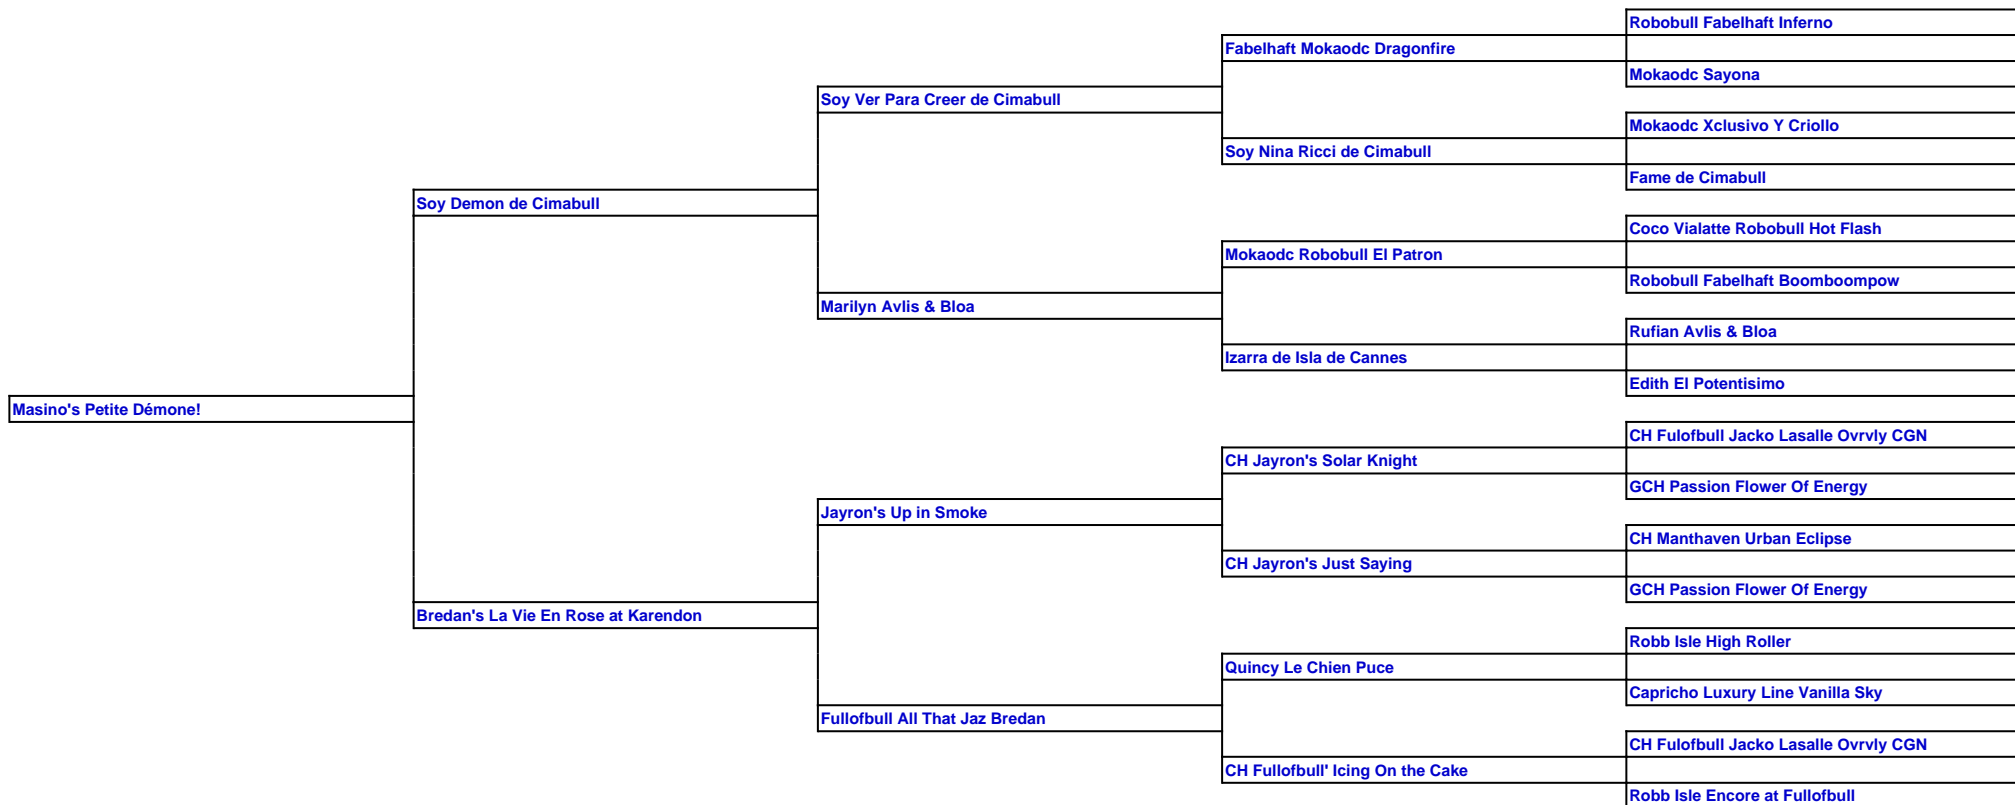 Robobull Fabelhaft Inferno
Fabelhaft Mokaodc Dragonfire
Mokaodc Sayona
Soy Ver Para Creer de Cimabull
Mokaodc Xclusivo Y Criollo
Soy Nina Ricci de Cimabull
Fame de Cimabull
Soy Demon de Cimabull
Coco Vialatte Robobull Hot Flash
Mokaodc Robobull El Patron
Robobull Fabelhaft Boomboompow
Marilyn Avlis & Bloa
Rufian Avlis & Bloa
Izarra de Isla de Cannes
Edith El Potentisimo
Masino's Petite Démone!
CH Fulofbull Jacko Lasalle Ovrvly CGN
CH Jayron's Solar Knight
GCH Passion Flower Of Energy
Jayron's Up in Smoke
CH Manthaven Urban Eclipse
CH Jayron's Just Saying
GCH Passion Flower Of Energy
Bredan's La Vie En Rose at Karendon
Robb Isle High Roller
Quincy Le Chien Puce
Capricho Luxury Line Vanilla Sky
Fullofbull All That Jaz Bredan
CH Fulofbull Jacko Lasalle Ovrvly CGN
CH Fullofbull' Icing On the Cake
Robb Isle Encore at Fullofbull